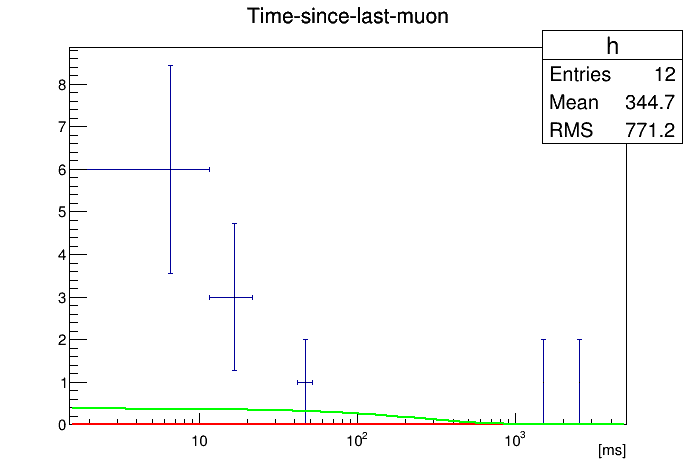 Time-since-last-muon
h
Entries 12
Mean 344.7
RMS 771.2
8
7
6
5
4
3
2
1
0
10
10²
10³
[ms]